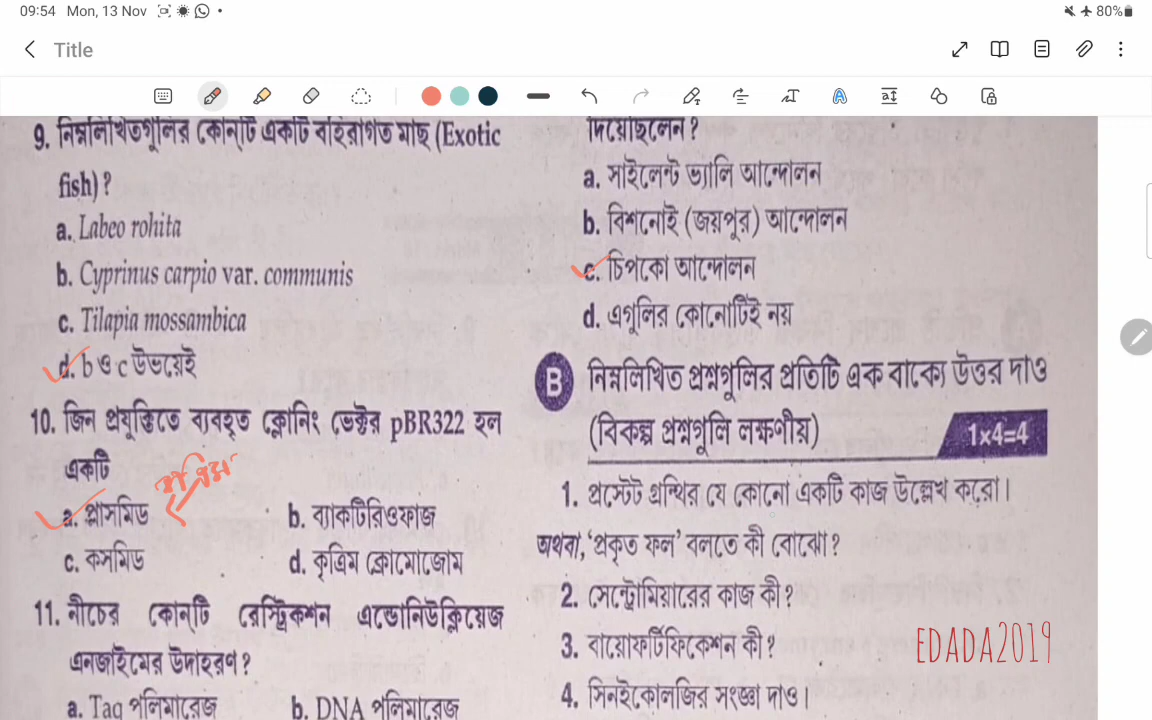 09:54 Mon, 13 Nov
80%
Title
9. নিম্নলিখিতগুলির কোন্‌টি একটি বহিরাগত মাছ (Exotic
fish)?
a. Labeo rohita
b. Cyprinus carpio var. communis
c. Tilapia mossambica
d. b ও c উভয়েই
10. জিন প্রযুক্তিতে ব্যবহৃত ক্লোনিং ভেক্টর pBR322 হল
একটি
কৃত্রিম
a. প্লাসমিড
b. ব্যাকটিরিওফাজ
c. কসমিড
d. কৃত্রিম ক্রোমোজোম
11. নীচের কোন্‌টি রেস্ট্রিকশন এন্ডোনিউক্লিয়েজ
এনজাইমের উদাহরণ?
a. Taq পলিমারেজ
b. DNA পলিমারেজ
দিয়েছিলেন?
a. সাইলেন্ট ভ্যালি আন্দোলন
b. বিশনোই (জয়পুর) আন্দোলন
c. চিপকো আন্দোলন
d. এগুলির কোনোটিই নয়
B নিম্নলিখিত প্রশ্নগুলির প্রতিটি এক বাক্যে উত্তর দাও
(বিকল্প প্রশ্নগুলি লক্ষণীয়)
1×4=4
1. প্রস্টেট গ্রন্থির যে কোনো একটি কাজ উল্লেখ করো।
অথবা, ‘প্রকৃত ফল’ বলতে কী বোঝো?
2. সেন্ট্রোমিয়ারের কাজ কী?
3. বায়োফর্টিফিকেশন কী?
4. সিনইকোলজির সংজ্ঞা দাও।
EDADA2019